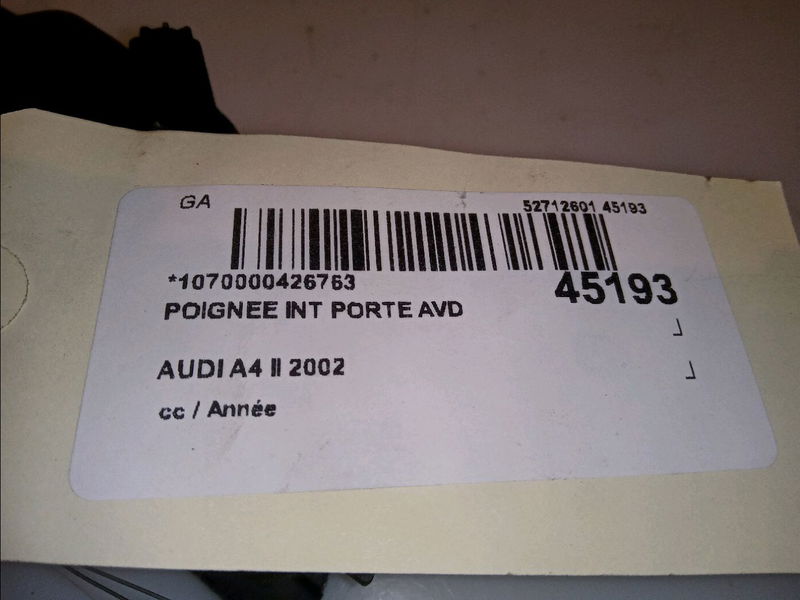 GA
52712601 45193
*1070000426763
45193
POIGNEE INT PORTE AVD
AUDI A4 II 2002
cc / Année